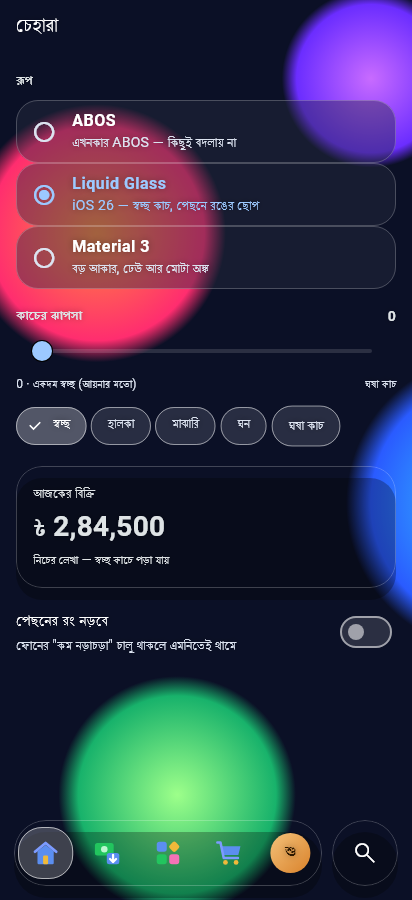 চেহারা
রূপ
ABOS
এখনকার ABOS — কিছুই বদলায় না
Liquid Glass
iOS 26 — স্বচ্ছ কাচ, পেছনে রঙের ছোপ
Material 3
বড় আকার, ঢেউ আর মোটা অঙ্ক
কাচের ঝাপসা 0
0 · একদম স্বচ্ছ (আয়নার মতো) ঘষা কাচ
স্বচ্ছ হালকা মাঝারি ঘন ঘষা কাচ
আজকের বিক্রি
৳ 2,84,500
নিচের লেখা — স্বচ্ছ কাচে পড়া যায়
পেছনের রং নড়বে
ফোনের "কম নড়াচড়া" চালু থাকলে এমনিতেই থামে
শু